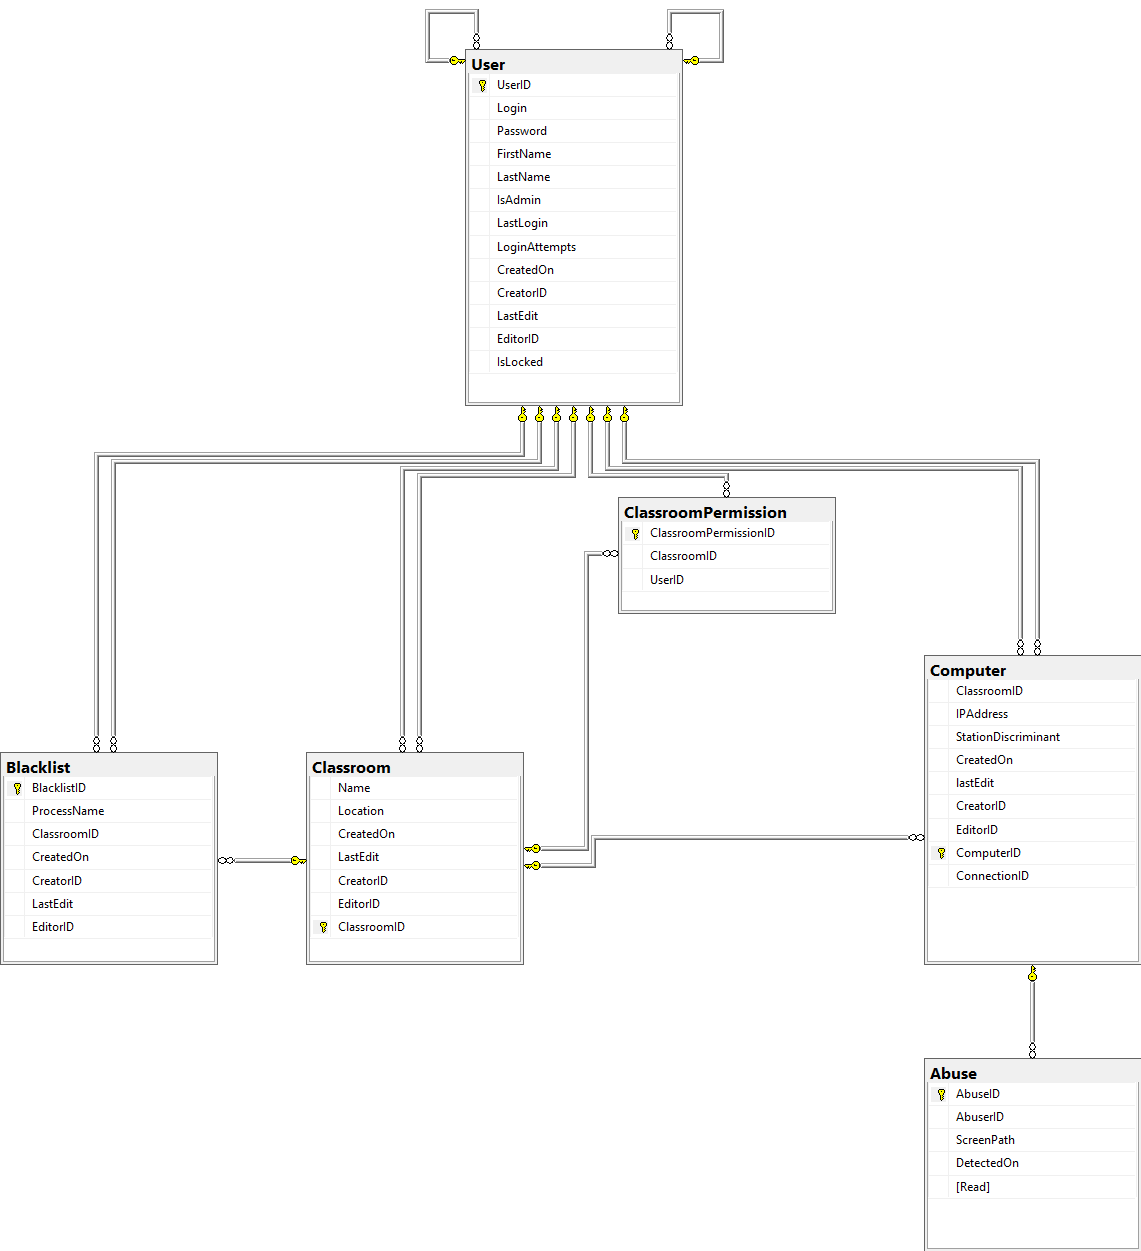 User
UserID
Login
Password
FirstName
LastName
IsAdmin
LastLogin
LoginAttempts
CreatedOn
CreatorID
LastEdit
EditorID
IsLocked
ClassroomPermission
ClassroomPermissionID
ClassroomID
UserID
Computer
ClassroomID
IPAddress
StationDiscriminant
CreatedOn
lastEdit
CreatorID
EditorID
ComputerID
ConnectionID
Blacklist
BlacklistID
ProcessName
ClassroomID
CreatedOn
CreatorID
LastEdit
EditorID
Classroom
Name
Location
CreatedOn
LastEdit
CreatorID
EditorID
ClassroomID
Abuse
AbuseID
AbuserID
ScreenPath
DetectedOn
[Read]